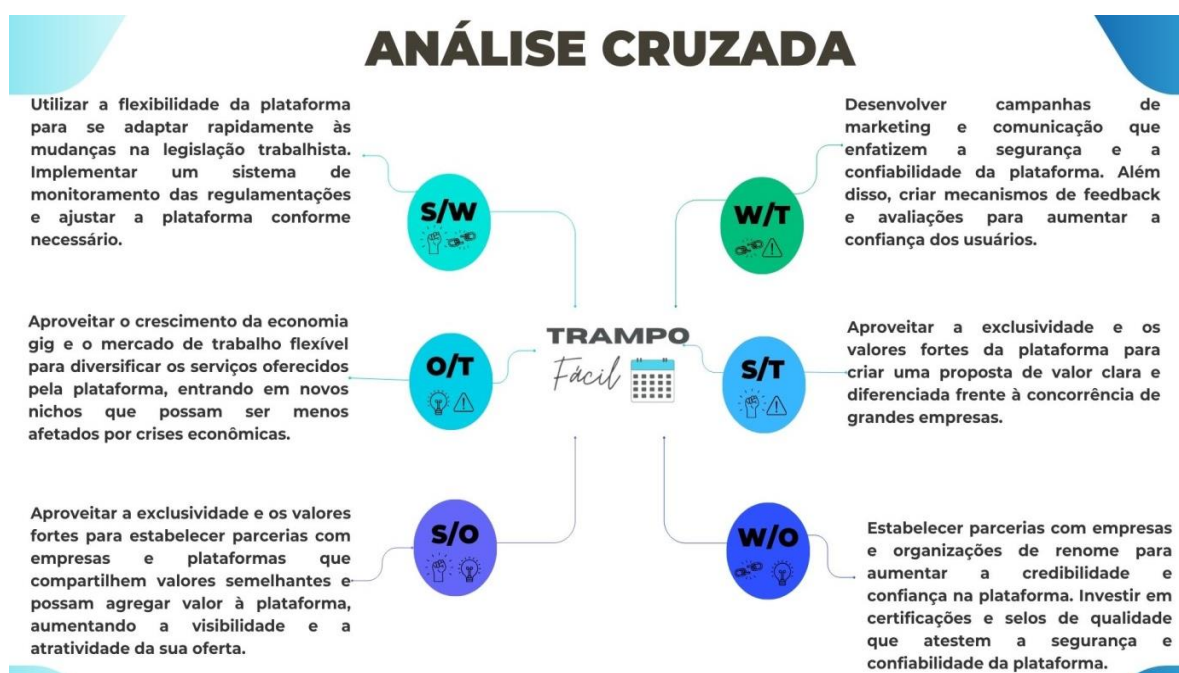 ANÁLISE CRUZADA
Utilizar a flexibilidade da plataforma
para se adaptar rapidamente às
mudanças na legislação trabalhista.
Implementar um sistema de
monitoramento das regulamentações
e ajustar a plataforma conforme
necessário.
S/W
Aproveitar o crescimento da economia
gig e o mercado de trabalho flexível
para diversificar os serviços oferecidos
pela plataforma, entrando em novos
nichos que possam ser menos
afetados por crises econômicas.
O/T
Aproveitar a exclusividade e os valores
fortes para estabelecer parcerias com
empresas e plataformas que
compartilhem valores semelhantes e
possam agregar valor à plataforma,
aumentando a visibilidade e a
atratividade da sua oferta.
S/O
TRAMPO
Fácil
W/T
Desenvolver campanhas de
marketing e comunicação que
enfatizem a segurança e a
confiabilidade da plataforma. Além
disso, criar mecanismos de feedback
e avaliações para aumentar a
confiança dos usuários.
S/T
Aproveitar a exclusividade e os
valores fortes da plataforma para
criar uma proposta de valor clara e
diferenciada frente à concorrência de
grandes empresas.
W/O
Estabelecer parcerias com empresas
e organizações de renome para
aumentar a credibilidade e
confiança na plataforma. Investir em
certificações e selos de qualidade
que atestem a segurança e
confiabilidade da plataforma.